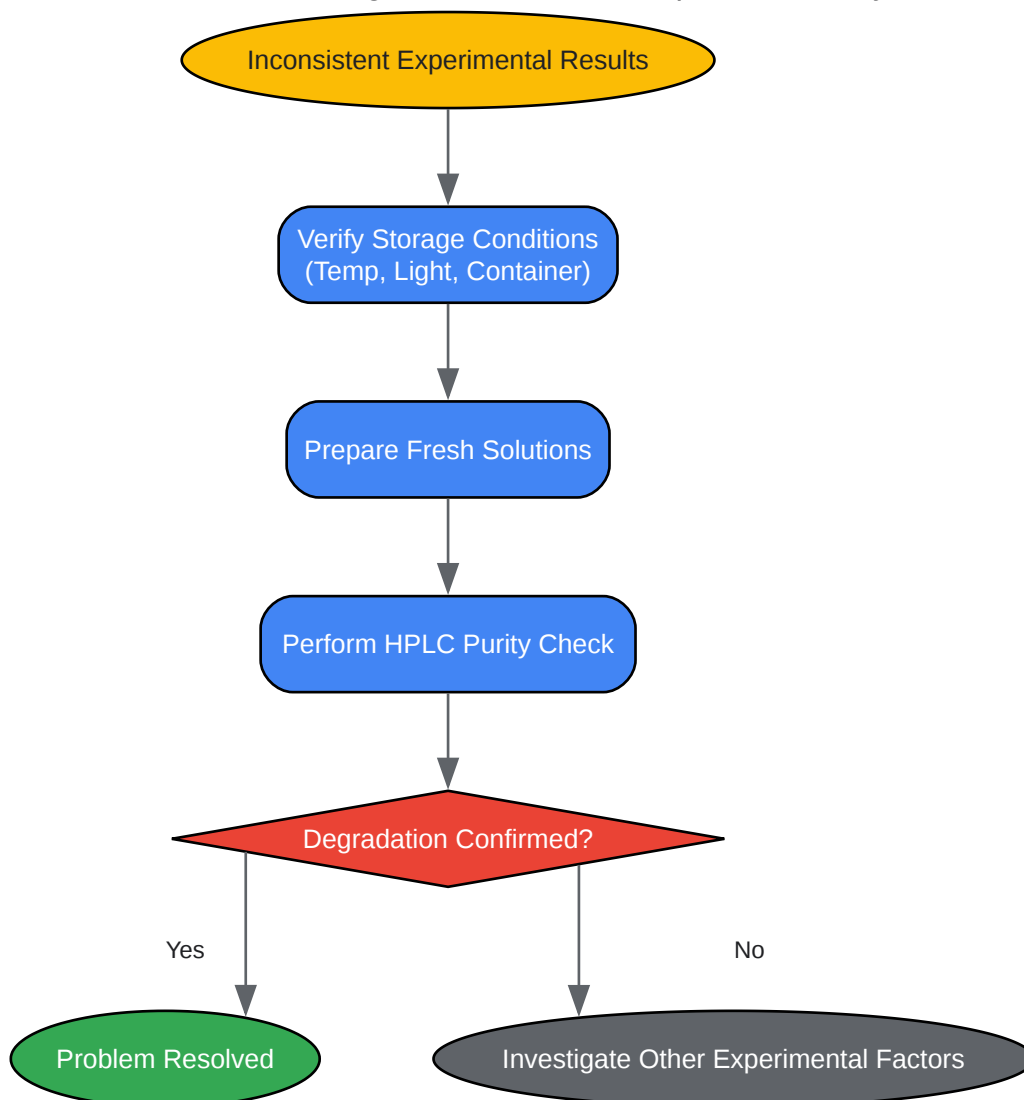 Inconsistent Experimental Results
Verify Storage Conditions
(Temp, Light, Container)
Prepare Fresh Solutions
Perform HPLC Purity Check
Degradation Confirmed?
Yes
No
Problem Resolved
Investigate Other Experimental Factors